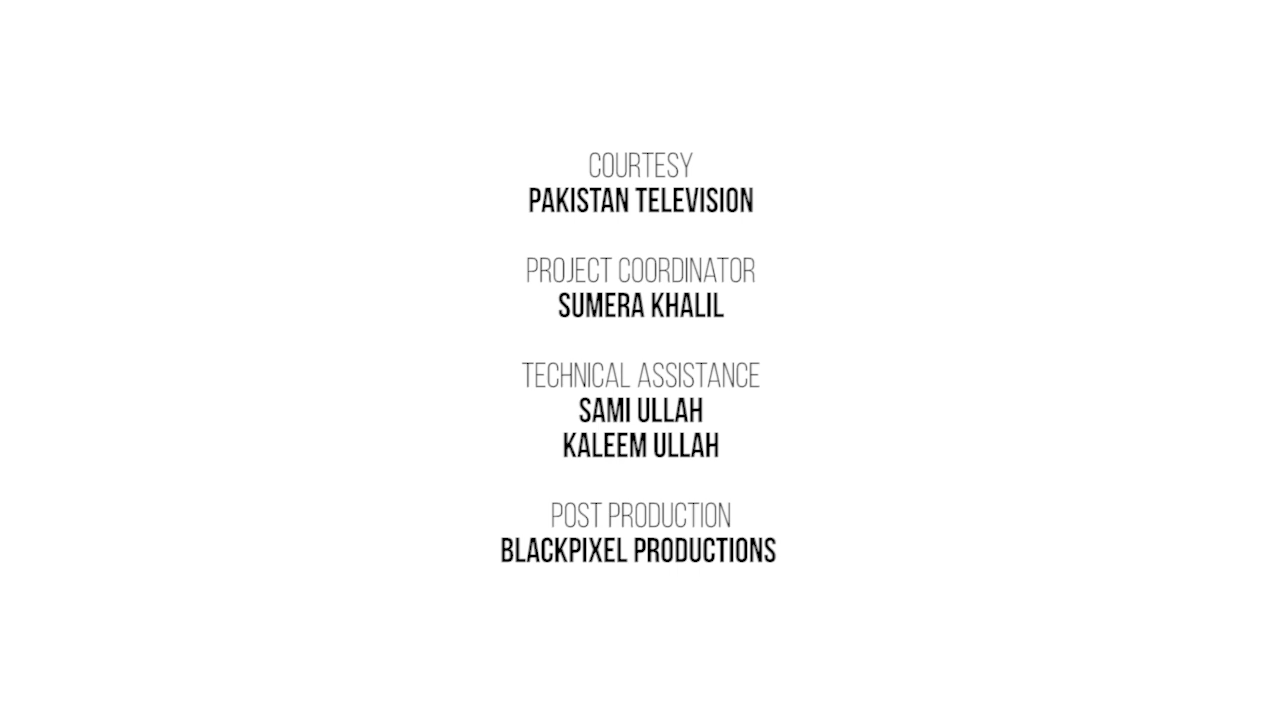 COURTESY
PAKISTAN TELEVISION
PROJECT COORDINATOR
SUMERA KHALIL
TECHNICAL ASSISTANCE
SAMI ULLAH
KALEEM ULLAH
POST PRODUCTION
BLACKPIXEL PRODUCTIONS